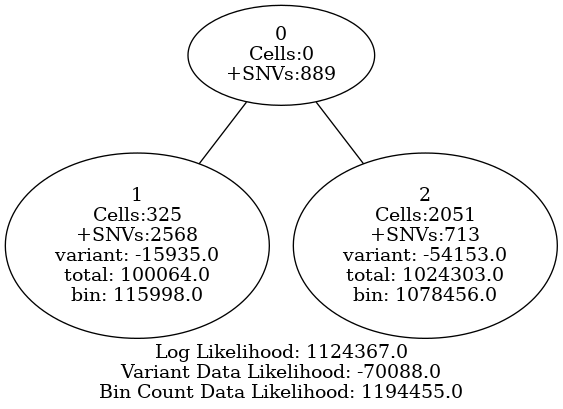 0
Cells:0
+SNVs:889
1
Cells:325
+SNVs:2568
variant: -15935.0
total: 100064.0
bin: 115998.0
2
Cells:2051
+SNVs:713
variant: -54153.0
total: 1024303.0
bin: 1078456.0
Log Likelihood: 1124367.0
Variant Data Likelihood: -70088.0
Bin Count Data Likelihood: 1194455.0